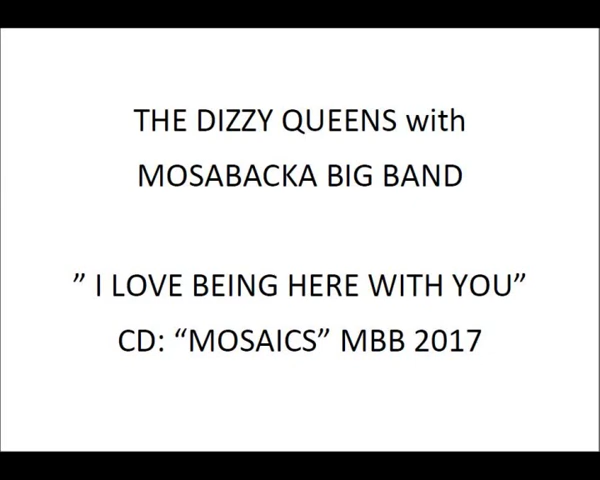 THE DIZZY QUEENS with
MOSABACKA BIG BAND
” I LOVE BEING HERE WITH YOU”
CD: “MOSAICS” MBB 2017